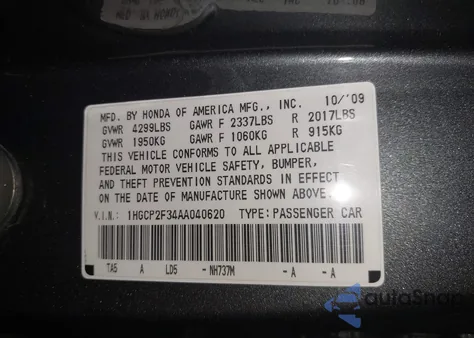 MFD. BY HONDA OF AMERICA MFG., INC. 10/'09
GVWR 4299LBS GAWR F 2337LBS R 2017LBS
GVWR 1950KG GAWR F 1060KG R 915KG
THIS VEHICLE CONFORMS TO ALL APPLICABLE
FEDERAL MOTOR VEHICLE SAFETY, BUMPER,
AND THEFT PREVENTION STANDARDS IN EFFECT
ON THE DATE OF MANUFACTURE SHOWN ABOVE.
V.I.N.: 1HGCP2F34AA040620 TYPE: PASSENGER CAR
TA5 A LD5 -NH737M -A -A
autoSnap